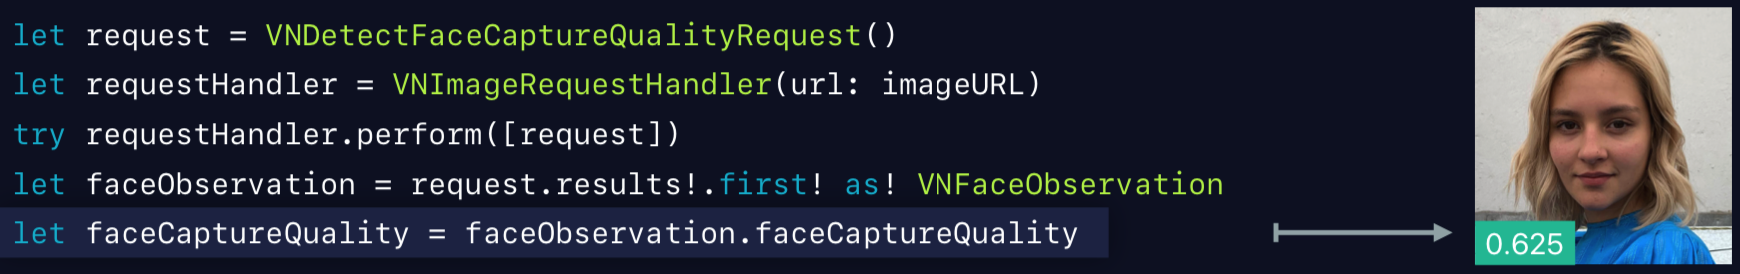 let request = VNDetectFaceCaptureQualityRequest()
let requestHandler = VNImageRequestHandler(url: imageURL)
try requestHandler.perform([request])
let faceObservation = request.results!.first! as! VNFaceObservation
let faceCaptureQuality = faceObservation.faceCaptureQuality
0.625